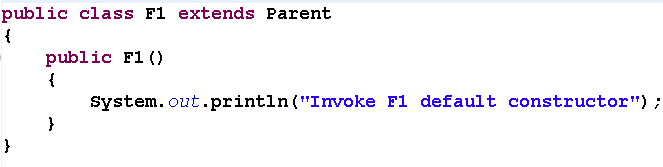 public class F1 extends Parent
{
    public F1()
    {
        System.out.println("Invoke F1 default constructor");
    }
}